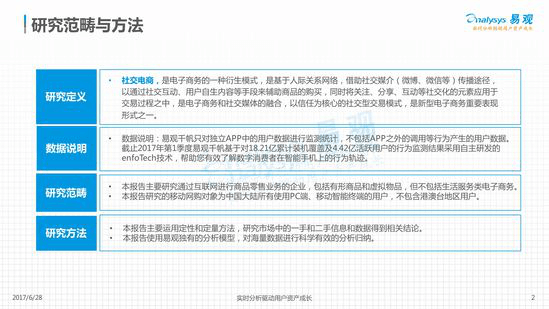 研究范畴与方法
analysys 易观
实时分析驱动用户资产成长
研究定义
• 社交电商，是电子商务的一种衍生模式，是基于人际关系网络，借助社交媒介（微博、微信等）传播途径，
以通过社交互动、用户自生内容等手段来辅助商品的购买，同时将关注、分享、互动等社交化的元素应用于
交易过程之中，是电子商务和社交媒体的融合，以信任为核心的社交型交易模式，是新型电子商务重要表现
形式之一。
数据说明
• 数据说明：易观千帆只对独立APP中的用户数据进行监测统计，不包括APP之外的调用等行为产生的用户数据。
截止2017年第1季度易观千帆基于对18.21亿累计装机覆盖及4.42亿活跃用户的行为监测结果采用自主研发的
enfoTech技术，帮助您有效了解数字消费者在智能手机上的行为轨迹。
研究范畴
• 本报告主要研究通过互联网进行商品零售业务的企业，包括有形商品和虚拟物品，但不包括生活服务类电子商务。
• 本报告研究的移动网购对象为中国大陆所有使用PC端、移动智能终端的用户，不包含港澳台地区用户。
研究方法
• 本报告主要运用定性和定量方法，研究市场中的一手和二手信息和数据得到相关结论。
• 本报告使用易观独有的分析模型，对海量数据进行科学有效的分析归纳。
2017/6/28
实时分析驱动用户资产成长
2